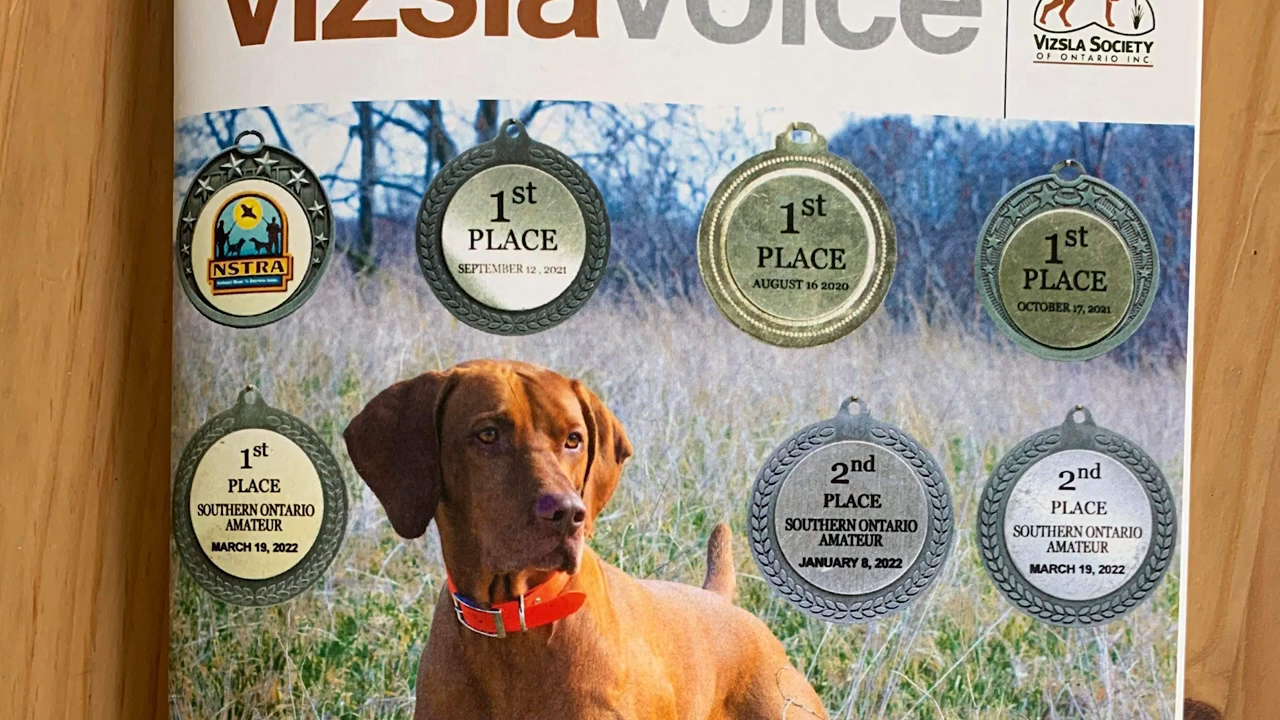 vizslavoice
VIZSLA SOCIETY
OF ONTARIO INC.
NSTRA
1st
PLACE
SEPTEMBER 12, 2021
1st
PLACE
AUGUST 16 2020
1st
PLACE
OCTOBER 17, 2021
1st
PLACE
SOUTHERN ONTARIO
AMATEUR
MARCH 19, 2022
2nd
PLACE
SOUTHERN ONTARIO
AMATEUR
JANUARY 8, 2022
2nd
PLACE
SOUTHERN ONTARIO
AMATEUR
MARCH 19, 2022